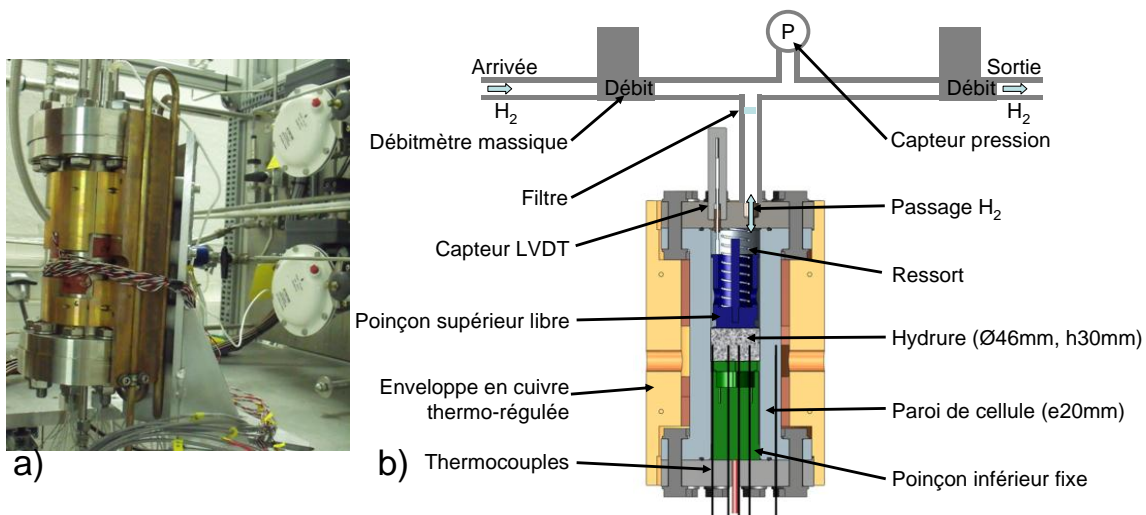 P
Arrivée
Sortie
Débit
Débit
H2
H2
Débitmètre massique
Capteur pression
Filtre
Passage H2
Capteur LVDT
Ressort
Poinçon supérieur libre
Hydrure (Ø46mm, h30mm)
Enveloppe en cuivre
thermo-régulée
Paroi de cellule (e20mm)
Thermocouples
Poinçon inférieur fixe
a)
b)